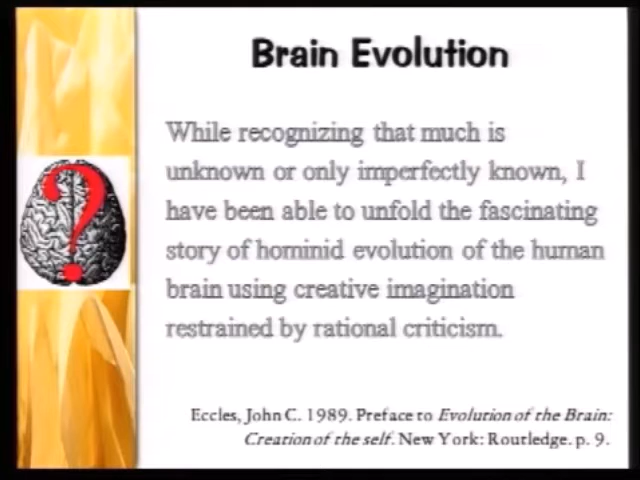 Brain Evolution
While recognizing that much is
unknown or only imperfectly known, I
have been able to unfold the fascinating
story of hominid evolution of the human
brain using creative imagination
restrained by rational criticism.
?
Eccles, John C. 1989. Preface to Evolution of the Brain:
Creation of the self. New York: Routledge. p. 9.